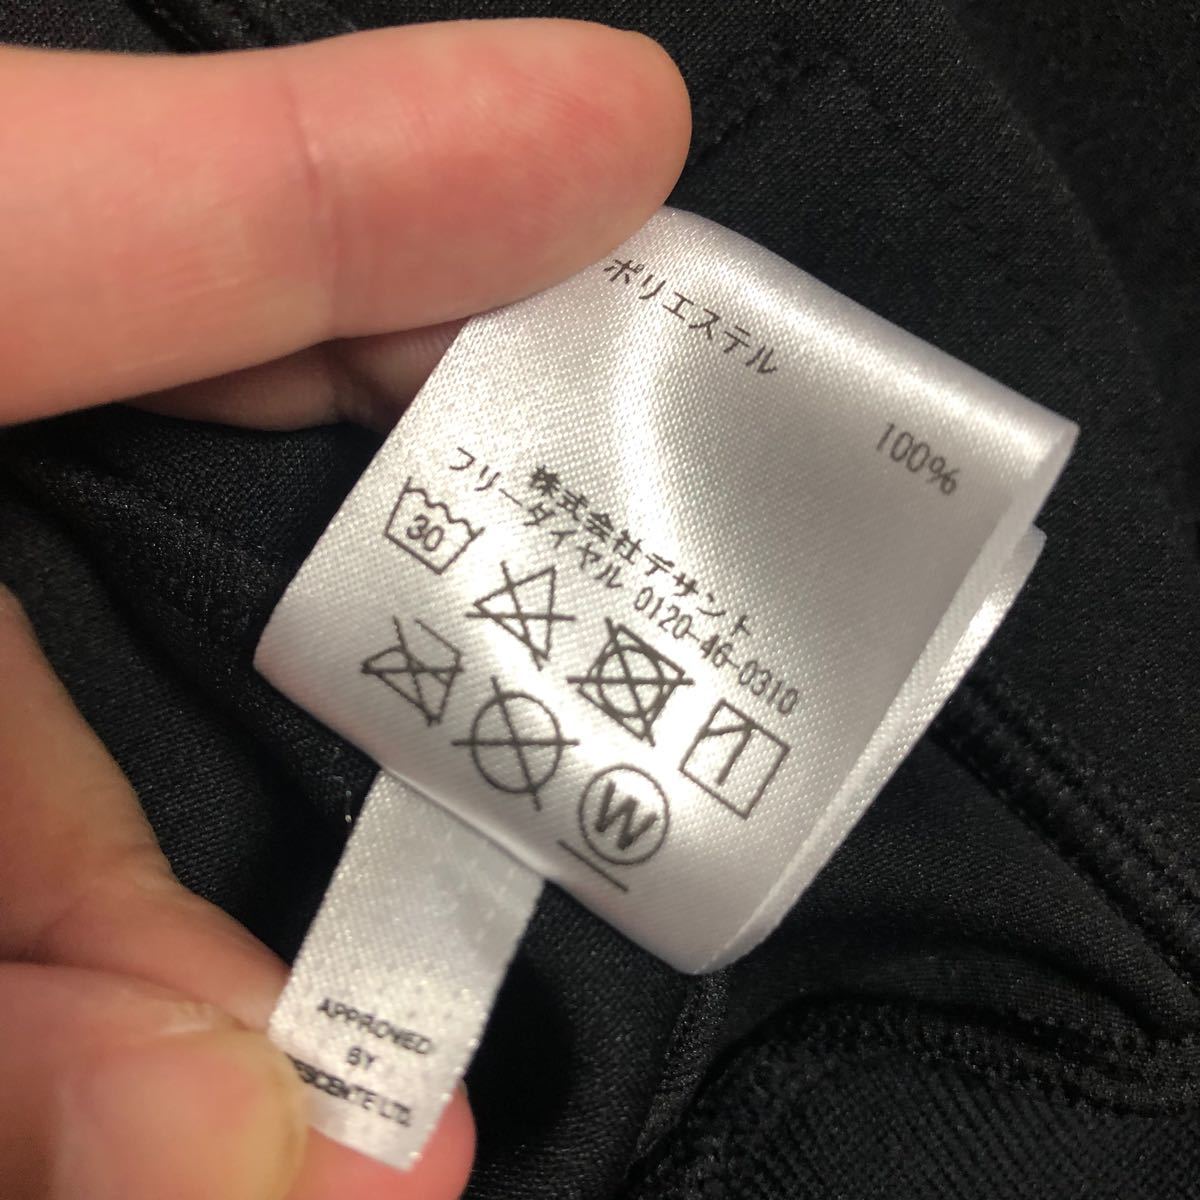 ポリエステル 100%
株式会社デサント
フリーダイヤル 0120-46-0310
30
W
APPROVED
BY
LTD.